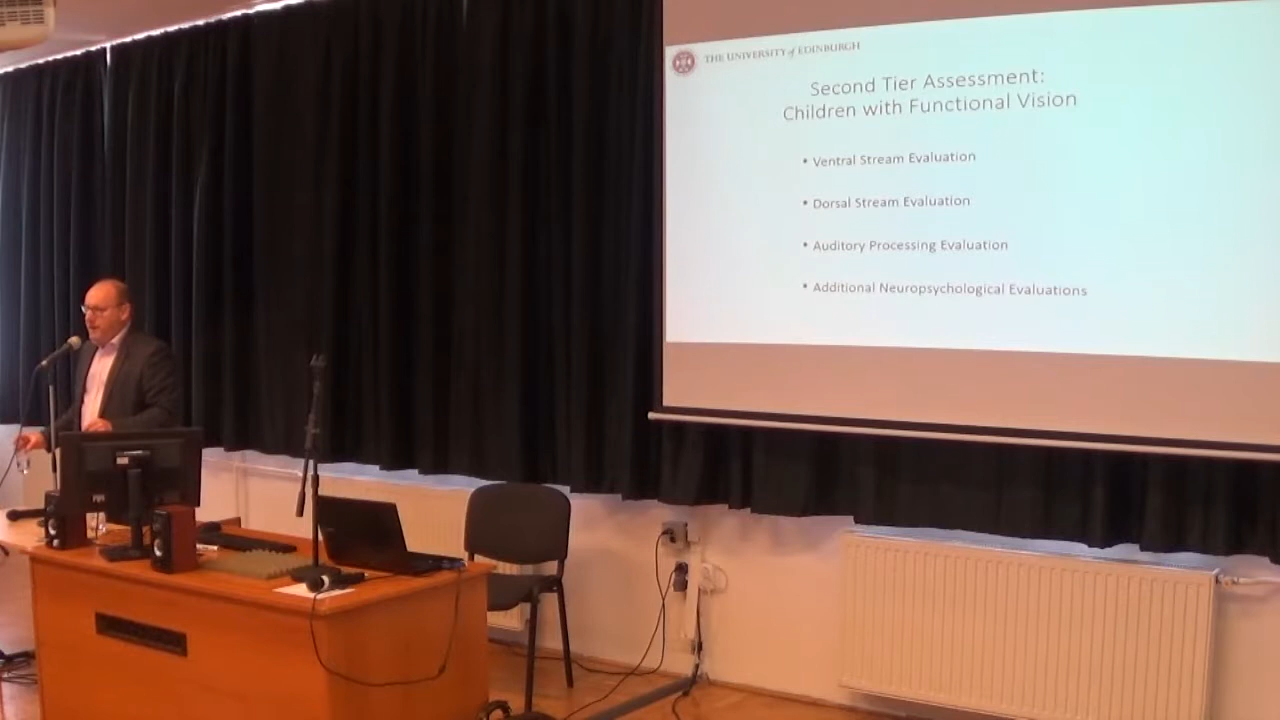 THE UNIVERSITY of EDINBURGH
Second Tier Assessment:
Children with Functional Vision
• Ventral Stream Evaluation
• Dorsal Stream Evaluation
• Auditory Processing Evaluation
• Additional Neuropsychological Evaluations